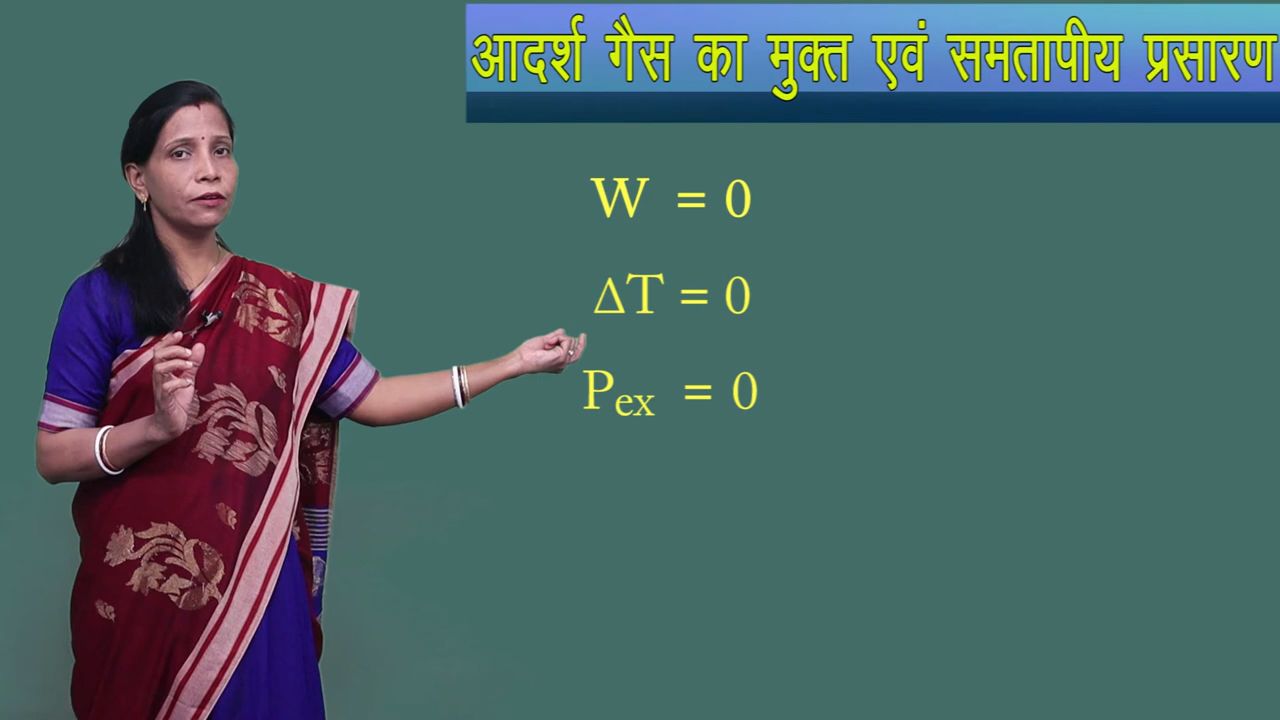 आदर्श गैस का मुक्त एवं समतापीय प्रसारण
W = 0
ΔT = 0
Pex = 0